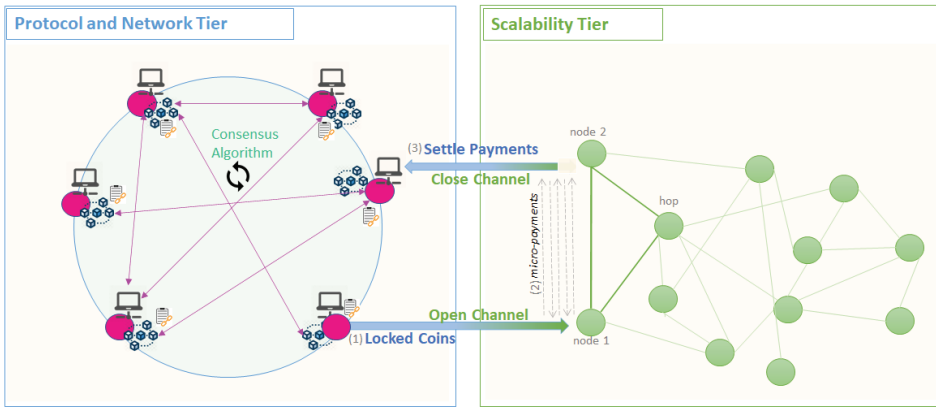 Protocol and Network Tier
Scalability Tier
Consensus
Algorithm
node 2
(3) Settle Payments
Close Channel
hop
(2) micro-payments
Open Channel
(1) Locked Coins
node 1